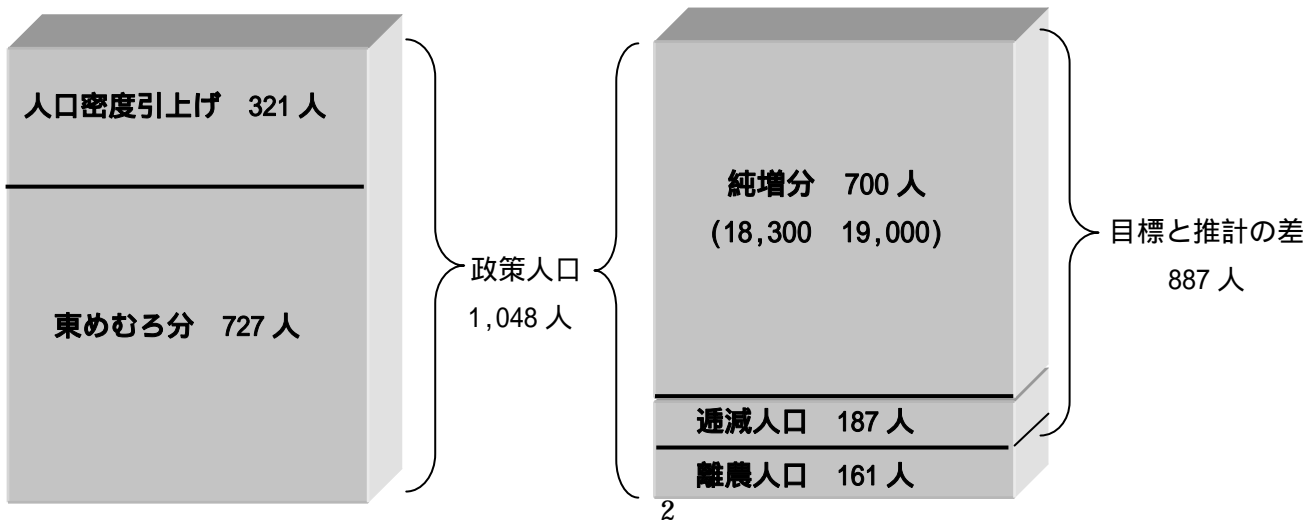 人口密度引上げ 321 人
東めむろ分 727 人
政策人口
1,048 人
純増分 700 人
(18,300 19,000)
逓減人口 187 人
離農人口 161 人
目標と推計の差
887 人
2